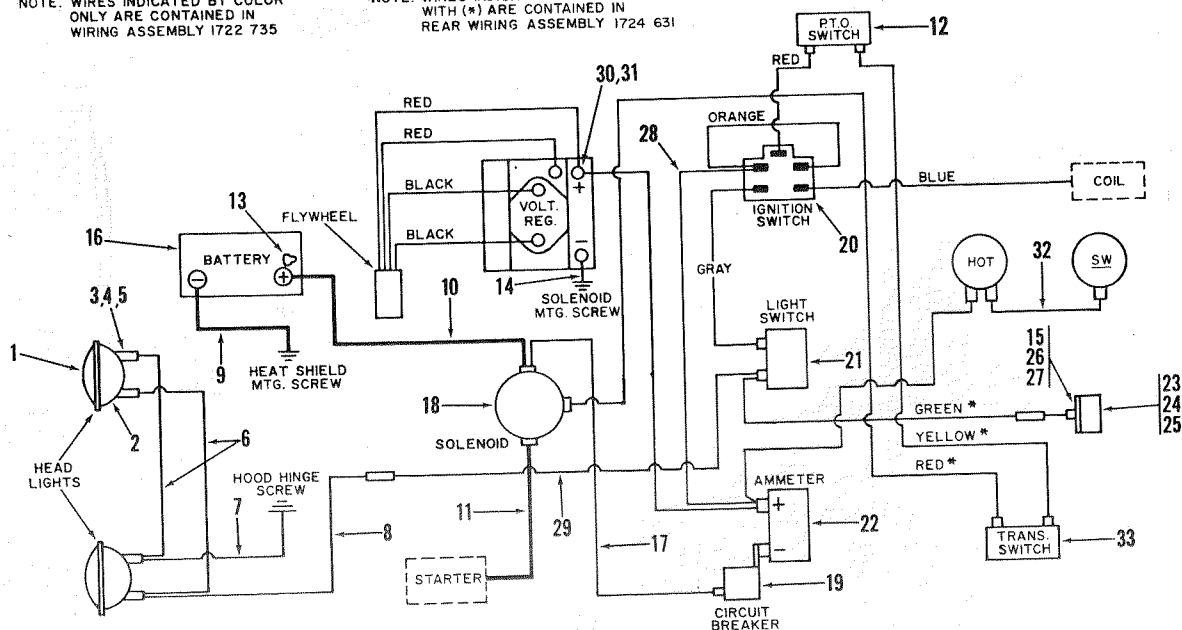 NOTE: WIRES INDICATED BY COLOR
ONLY ARE CONTAINED IN
WIRING ASSEMBLY 1722 735
NOTE: WIRES
WITH (*) ARE CONTAINED IN
REAR WIRING ASSEMBLY 1724 631
P.T.O.
SWITCH
12
RED
30,31
RED
ORANGE
28
RED
BLACK
BLUE
COIL
VOLT.
REG.
+
−
IGNITION
SWITCH
20
13
FLYWHEEL
BLACK
16
BATTERY
−
+
HOT
32
SW
GRAY
10
14
SOLENOID
MTG. SCREW
3,4,5
LIGHT
SWITCH
1
9
HEAT SHIELD
MTG. SCREW
21
15
26
27
23
24
25
18
GREEN *
2
6
SOLENOID
YELLOW *
HEAD
LIGHTS
HOOD HINGE
SCREW
RED *
AMMETER
7
8
11
29
17
+
−
22
TRANS.
SWITCH
33
STARTER
19
CIRCUIT
BREAKER